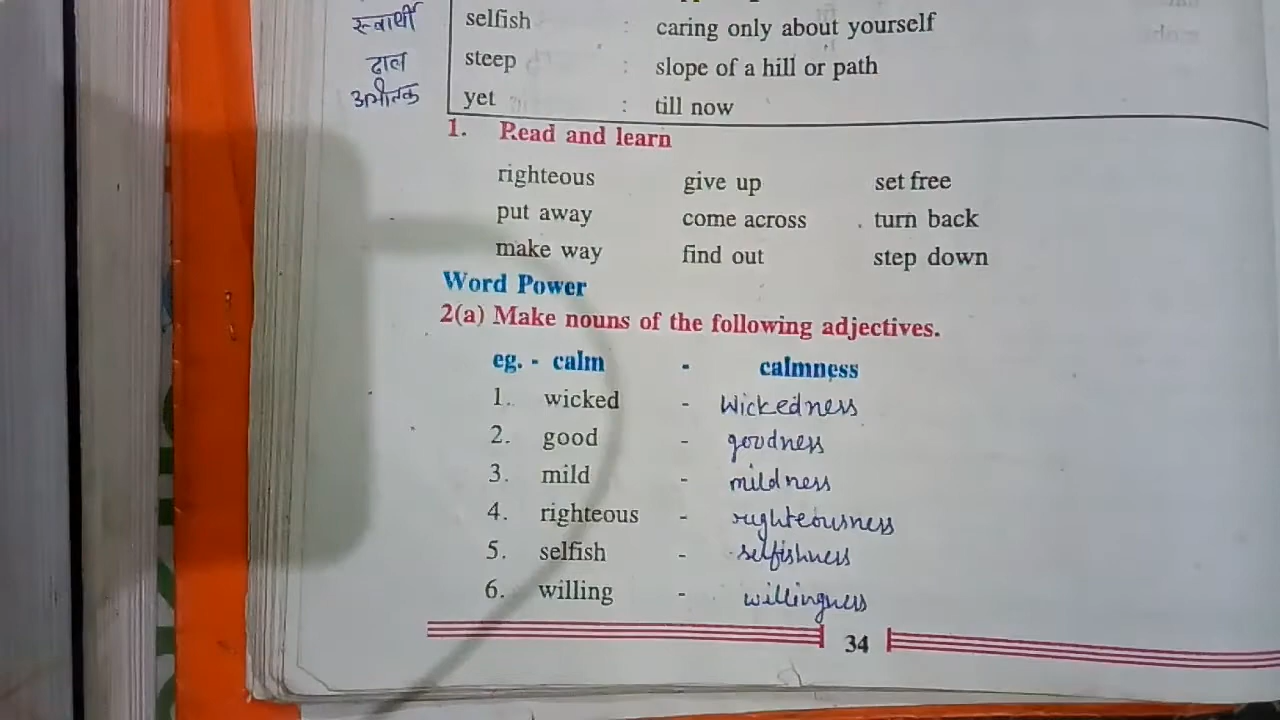 स्वार्थी selfish : caring only about yourself
ढाल steep : slope of a hill or path
अभीतक yet : till now
1. Read and learn
righteous give up set free
put away come across turn back
make way find out step down
Word Power
2(a) Make nouns of the following adjectives.
eg. - calm - calmness
1. wicked - Wickedness
2. good - goodness
3. mild - mildness
4. righteous - righteousness
5. selfish - selfishness
6. willing - willingness
34